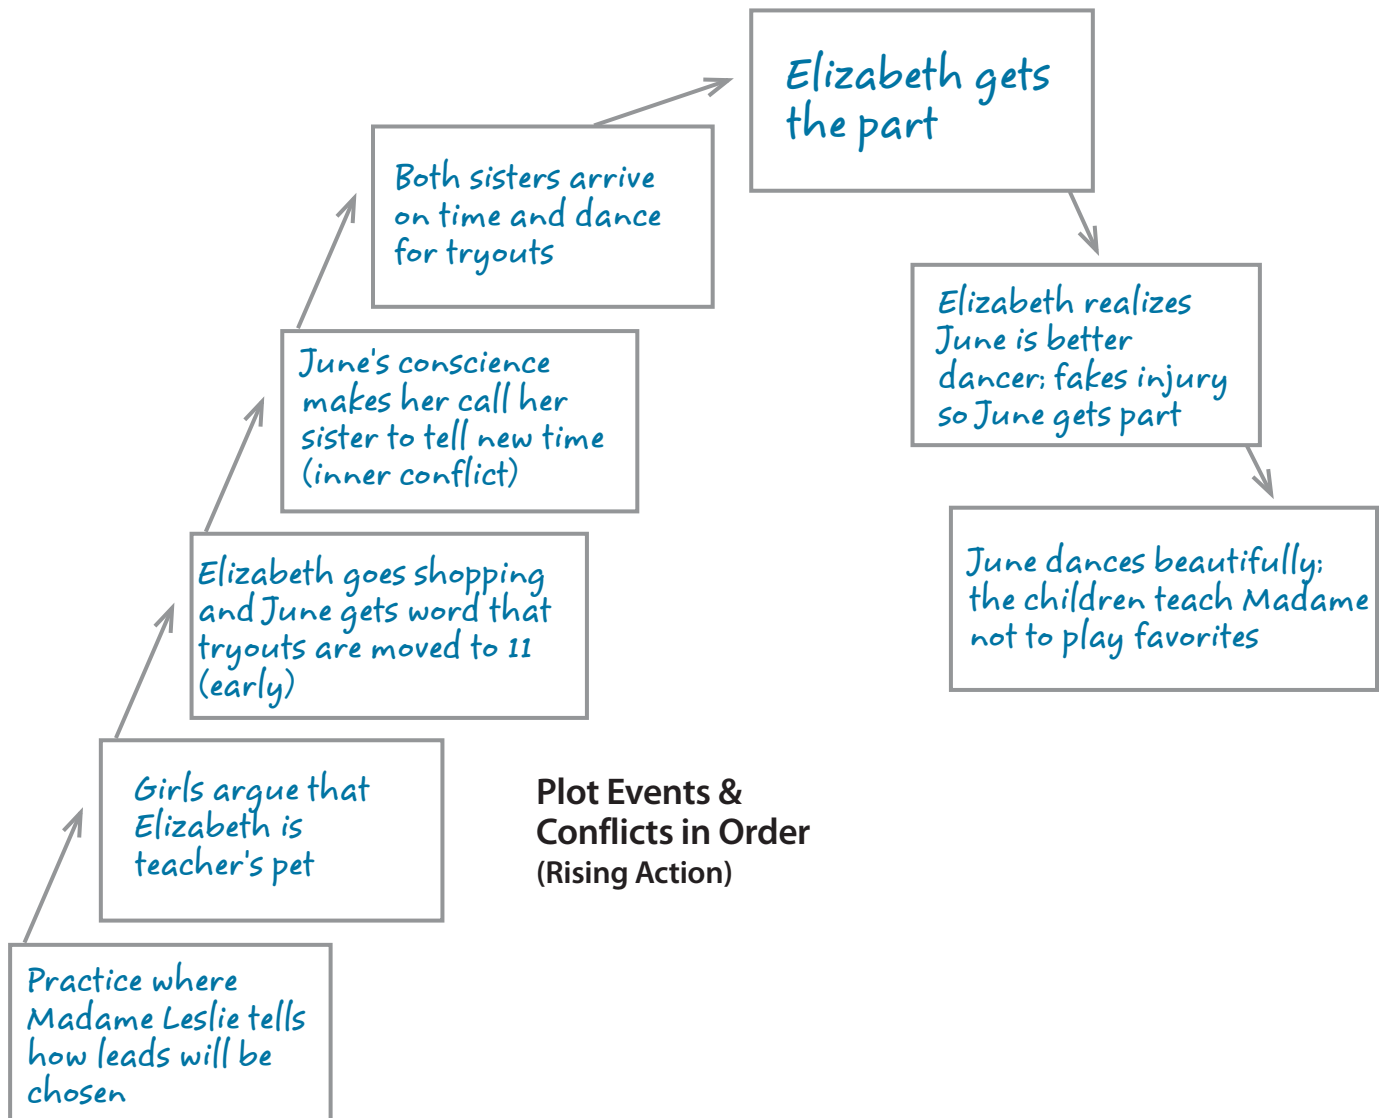 Elizabeth gets
the part
Both sisters arrive
on time and dance
for tryouts
Elizabeth realizes
June is better
dancer; fakes injury
so June gets part
June's conscience
makes her call her
sister to tell new time
(inner conflict)
Elizabeth goes shopping
and June gets word that
tryouts are moved to 11
(early)
June dances beautifully;
the children teach Madame
not to play favorites
Girls argue that
Elizabeth is
teacher's pet
Plot Events &
Conflicts in Order
(Rising Action)
Practice where
Madame Leslie tells
how leads will be
chosen